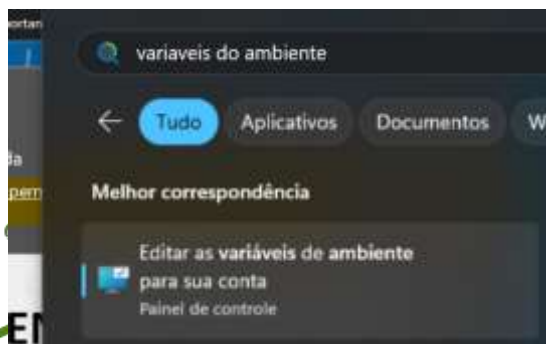 variaveis do ambiente
Tudo Aplicativos Documentos W
Melhor correspondência
Editar as variáveis de ambiente
para sua conta
Painel de controle